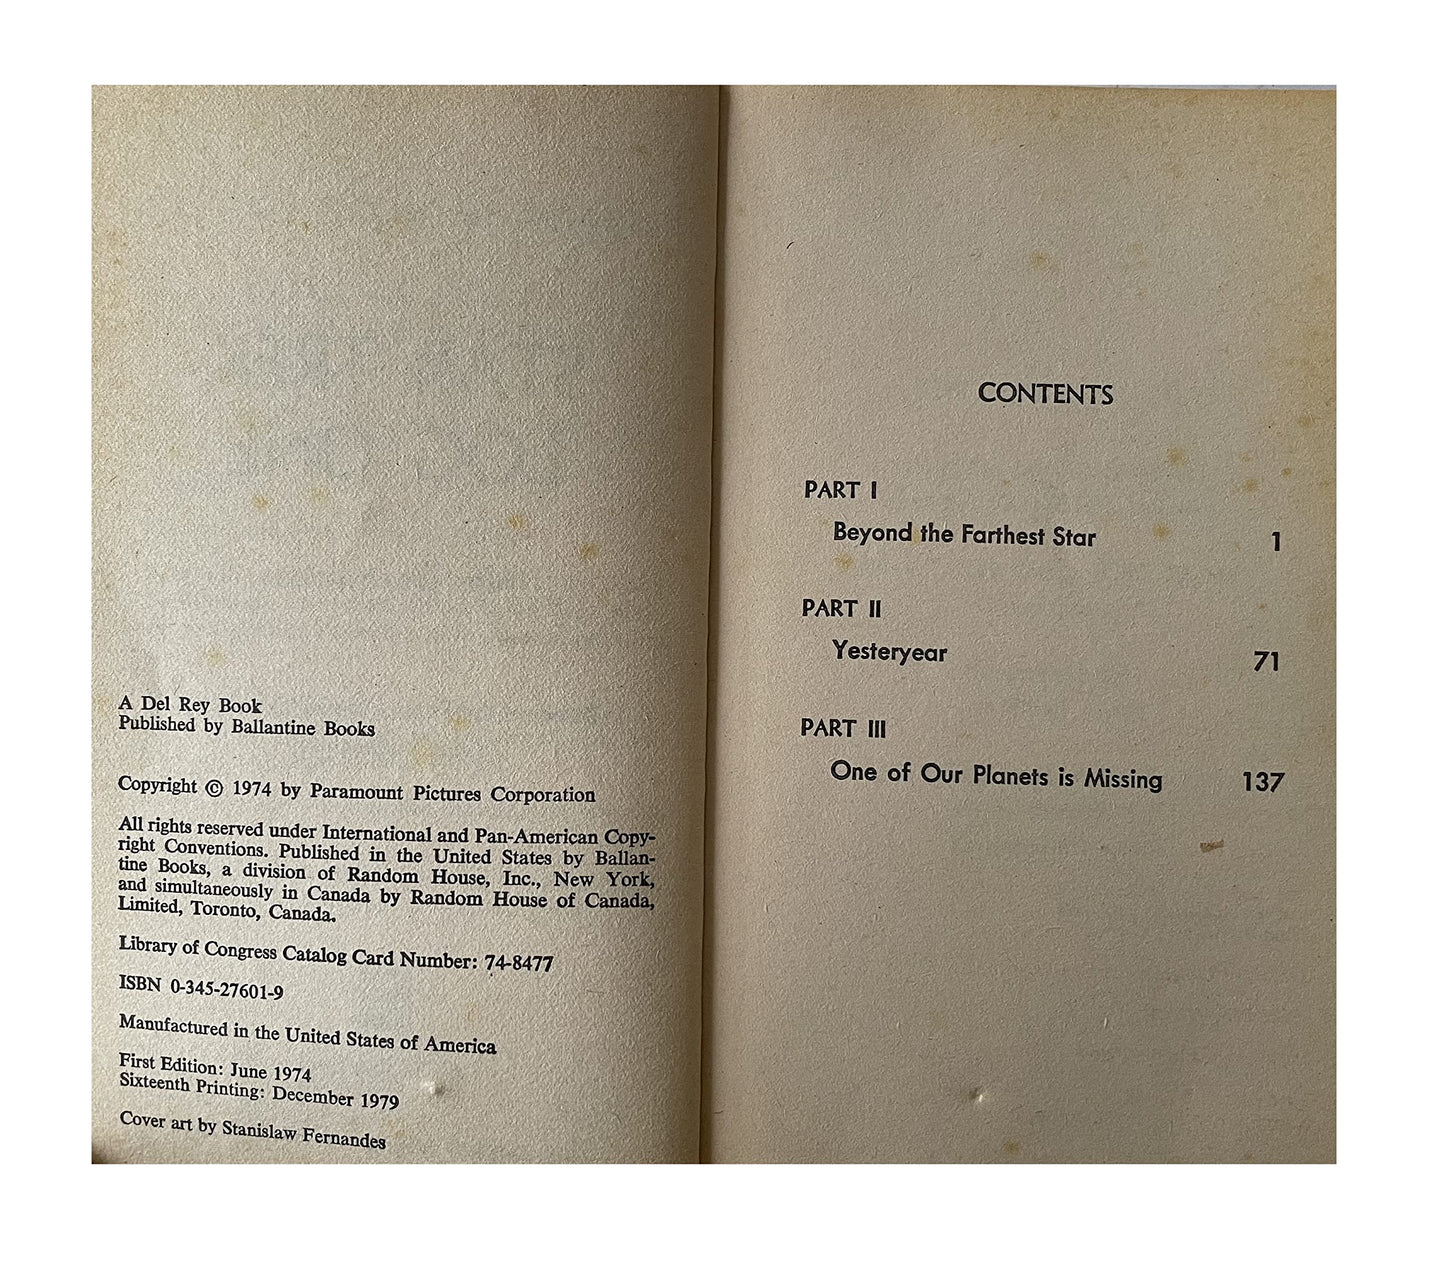 A Del Rey Book
Published by Ballantine Books
Copyright © 1974 by Paramount Pictures Corporation
All rights reserved under International and Pan-American Copy-
right Conventions. Published in the United States by Ballan-
tine Books, a division of Random House, Inc., New York,
and simultaneously in Canada by Random House of Canada,
Limited, Toronto, Canada.
Library of Congress Catalog Card Number: 74-8477
ISBN 0-345-27601-9
Manufactured in the United States of America
First Edition: June 1974
Sixteenth Printing: December 1979
Cover art by Stanislaw Fernandes
CONTENTS
PART I
Beyond the Farthest Star 1
PART II
Yesteryear 71
PART III
One of Our Planets is Missing 137